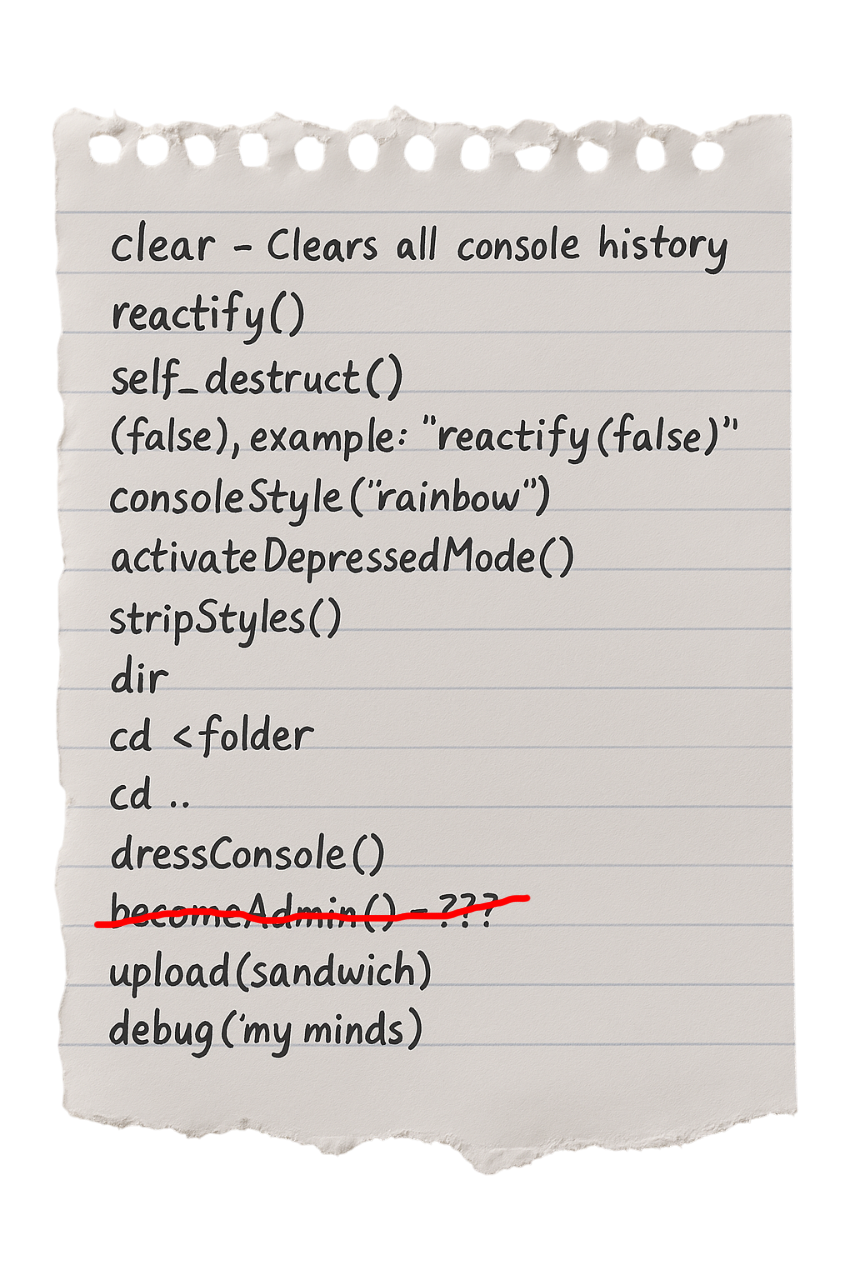 clear - Clears all console history
reactify()
self_destruct()
(false), example: "reactify(false)"
consoleStyle("rainbow")
activateDepressedMode()
stripStyles()
dir
cd <folder
cd ..
dressConsole()
becomeAdmin() - ???
upload(sandwich)
debug('my minds)